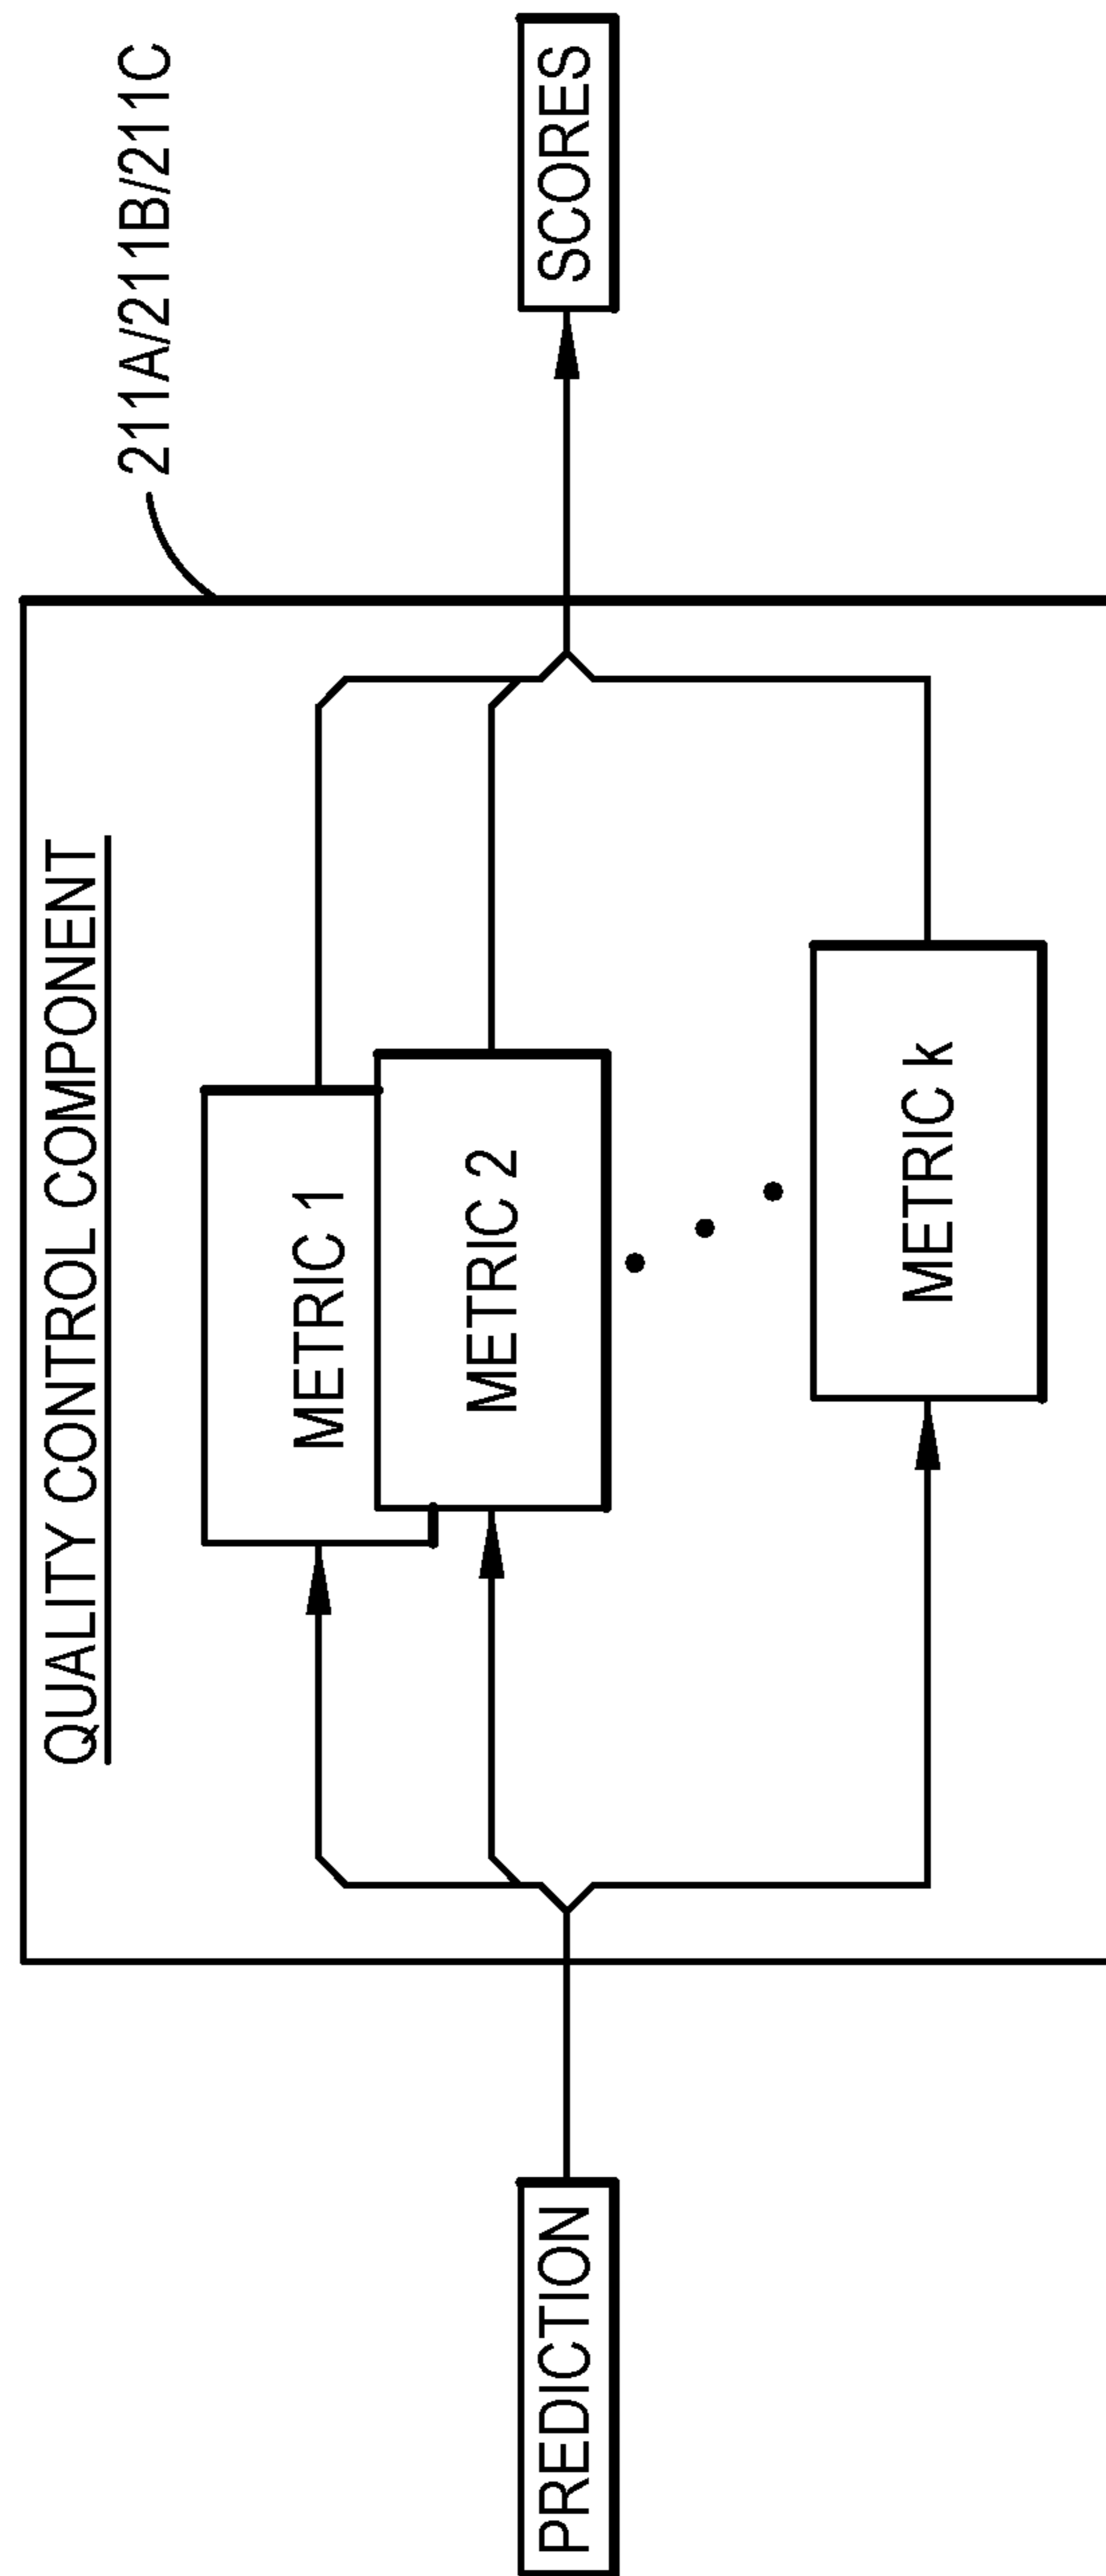 211A/211B/211C
QUALITY CONTROL COMPONENT
METRIC 1
METRIC 2
METRIC k
PREDICTION
SCORES